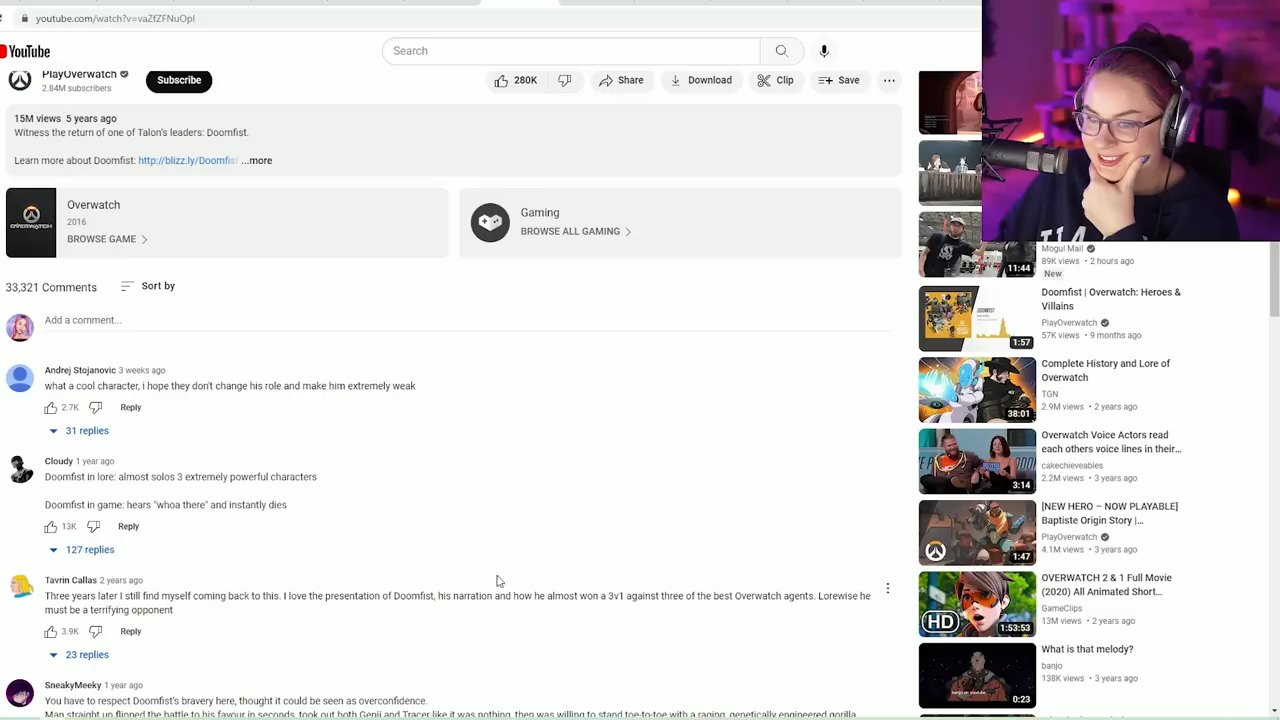 youtube.com/watch?v=vaZfZFNuOpI
YouTube
Search
PlayOverwatch
2.84M subscribers
Subscribe
280K
Share
Download
Clip
Save
15M views 5 years ago
Witness the return of one of Talon's leaders: Doomfist.
Learn more about Doomfist: http://blizz.ly/Doomfis ...more
OVERWATCH
Overwatch
2016
BROWSE GAME
Gaming
BROWSE ALL GAMING
33,321 Comments
Sort by
Add a comment...
Andrej Stojanovic 3 weeks ago
what a cool character, i hope they don't change his role and make him extremely weak
2.7K
Reply
31 replies
Cloudy 1 year ago
Doomfist in lore: almost solos 3 extremely powerful characters
Doomfist in game: hears "whoa there" and instantly dies
13K
Reply
127 replies
Tavrin Callas 2 years ago
Three years later I still find myself coming back to this. I love the presentation of Doomfist, his narration and how he almost won a 3v1 against three of the best Overwatch agents. Lorewise he
must be a terrifying opponent
3.9K
Reply
23 replies
SneakyMeeky 1 year ago
You have to respect Doomfist's bravery here, though it could be seen as overconfidence.
Mogul Mail
89K views • 2 hours ago
New
11:44
Doomfist | Overwatch: Heroes &
Villains
PlayOverwatch
57K views • 9 months ago
1:57
Complete History and Lore of
Overwatch
TGN
2.9M views • 2 years ago
38:01
Overwatch Voice Actors read
each others voice lines in their...
cakechieveables
2.2M views • 3 years ago
3:14
[NEW HERO – NOW PLAYABLE]
Baptiste Origin Story |...
PlayOverwatch
4.1M views • 3 years ago
1:47
OVERWATCH 2 & 1 Full Movie
(2020) All Animated Short...
GameClips
13M views • 2 years ago
HD
1:53:53
What is that melody?
banjo
138K views • 3 years ago
0:23